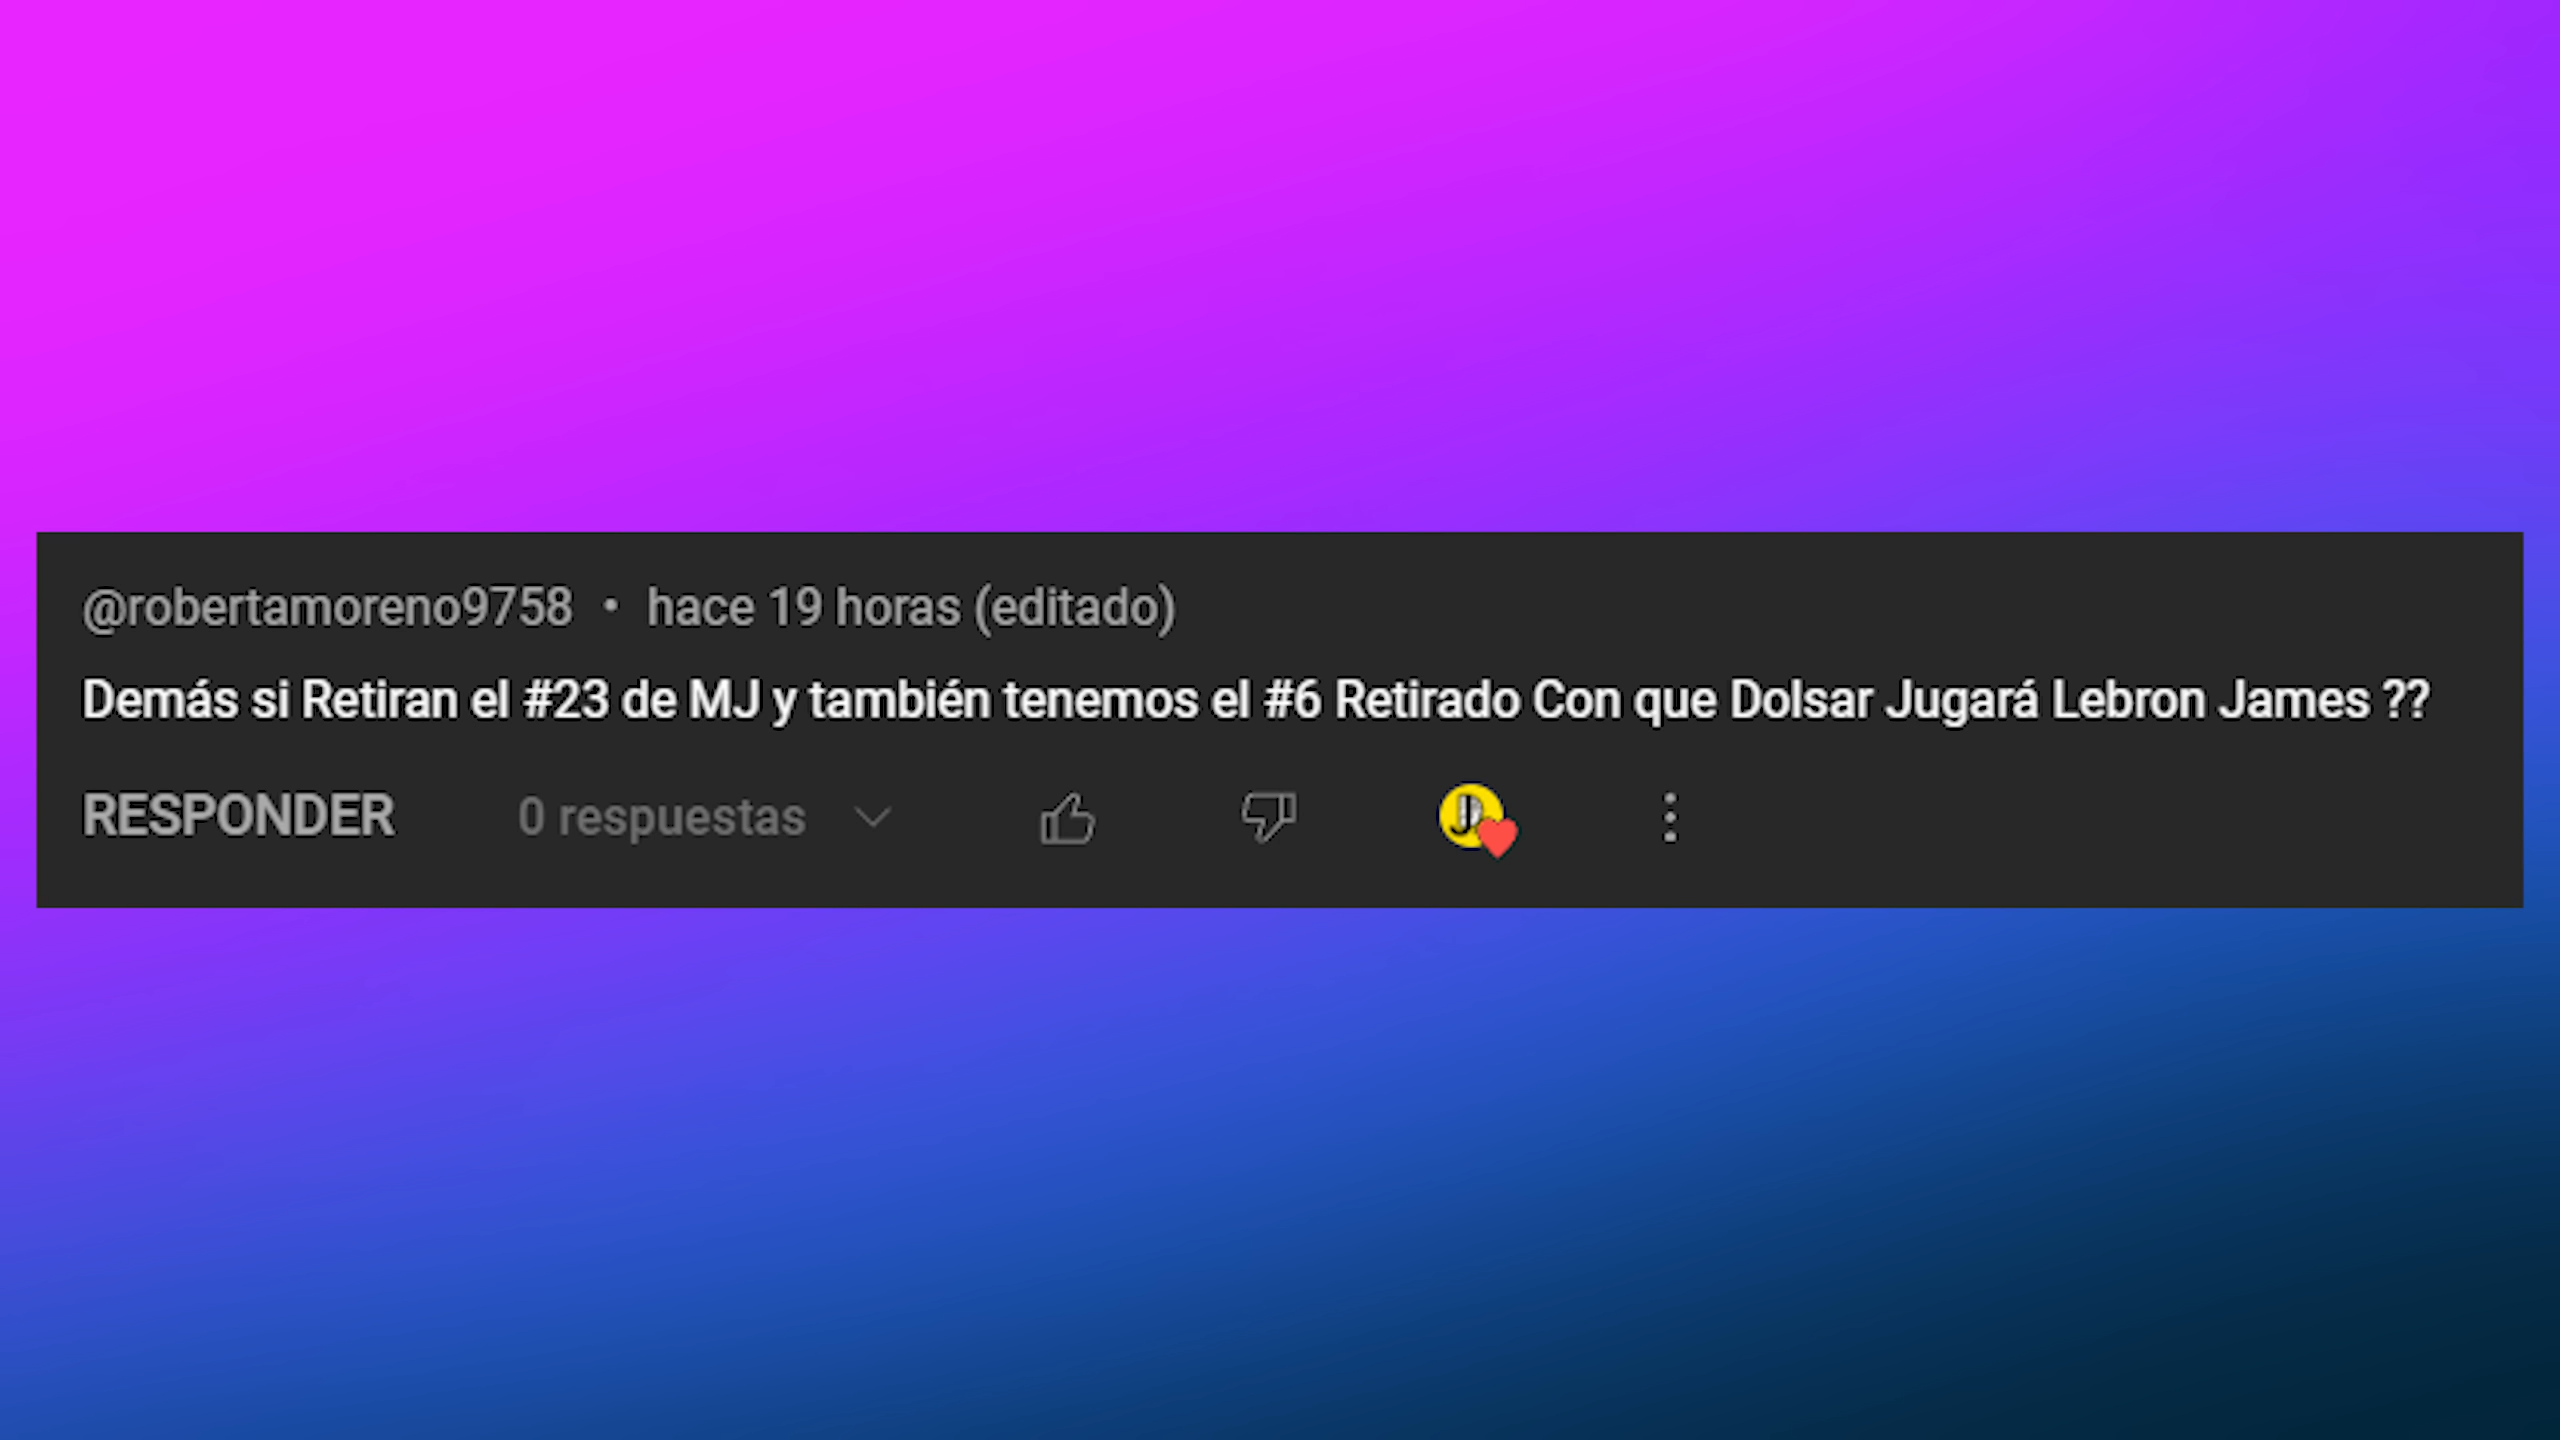 @robertamoreno9758 • hace 19 horas (editado)
Demás si Retiran el #23 de MJ y también tenemos el #6 Retirado Con que Dolsar Jugará Lebron James ??
RESPONDER 0 respuestas